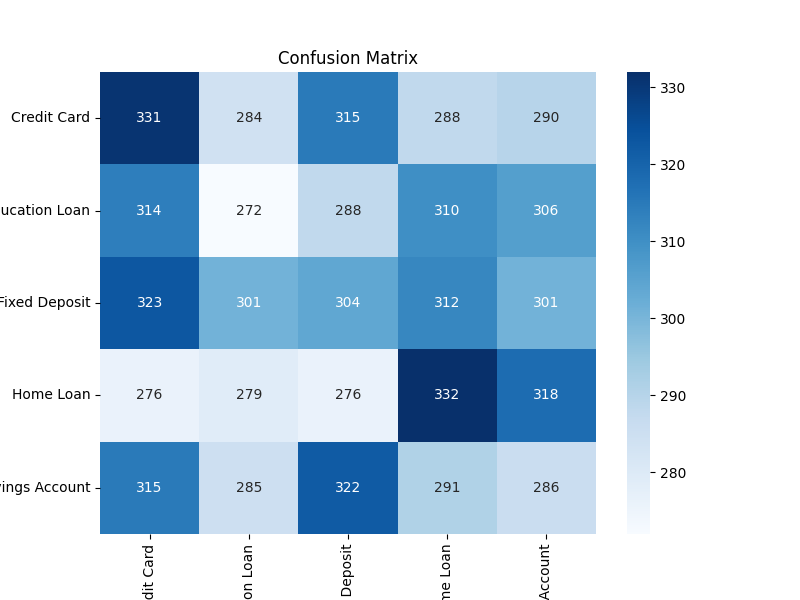 Confusion Matrix
Credit Card 331 284 315 288 290 330
ucation Loan 314 272 288 310 306 320
Fixed Deposit 323 301 304 312 301 310
Home Loan 276 279 276 332 318 300
vings Account 315 285 322 291 286 290
280
dit Card
on Loan
Deposit
me Loan
Account